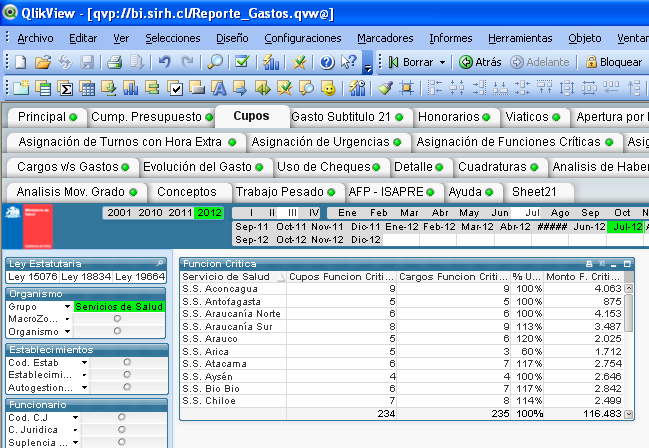 QlikView - [qvp://bi.sirh.cl/Reporte_Gastos.qvw@]
Archivo Editar Ver Selecciones Diseño Configuraciones Marcadores Informes Herramientas Objeto Ventan
Borrar Atrás Adelante Bloquear
Principal Cump. Presupuesto Cupos Gasto Subtitulo 21 Honorarios Viaticos Apertura por
Asignación de Turnos con Hora Extra Asignación de Urgencias Asignación de Funciones Críticas Asig
Cargos v/s Gastos Evolución del Gasto Uso de Cheques Detalle Cuadraturas Analisis de Haber
Analisis Mov. Grado Conceptos Trabajo Pesado AFP - ISAPRE Ayuda Sheet21
2001 2010 2011 2012 I II III IV Ene Feb Mar Abr May Jun Jul Ago Sep Oct Nov
Sep-11 Oct-11 Nov-11 Dic-11 Ene-12 Feb-12 Mar-12 Abr-12 ##### Jun-12 Jul-12
Sep-12 Oct-12 Nov-12 Dic-12
Ley Estatutaria
Ley 15076 Ley 18834 Ley 19664
Organismo
Grupo Servicios de Salud
MacroZo...
Organismo
Establecimientos
Cod. Estab
Establecimi...
Autogestion...
Funcionario
Cod. C.J
C. Juridica
Suplencia ...
Funcion Critica
Servicio de Salud Cupos Funcion Criti... Cargos Funcion Criti... % U... Monto F. Criti...
S.S. Aconcagua 9 9 100% 4.063
S.S. Antofagasta 5 5 100% 875
S.S. Araucanía Norte 6 6 100% 4.153
S.S. Araucanía Sur 8 9 113% 3.487
S.S. Arauco 5 6 120% 2.025
S.S. Arica 5 3 60% 1.712
S.S. Atacama 6 7 117% 2.754
S.S. Aysén 4 4 100% 2.646
S.S. Bio Bio 6 7 117% 2.842
S.S. Chiloe 7 8 114% 2.499
234 235 100% 116.483